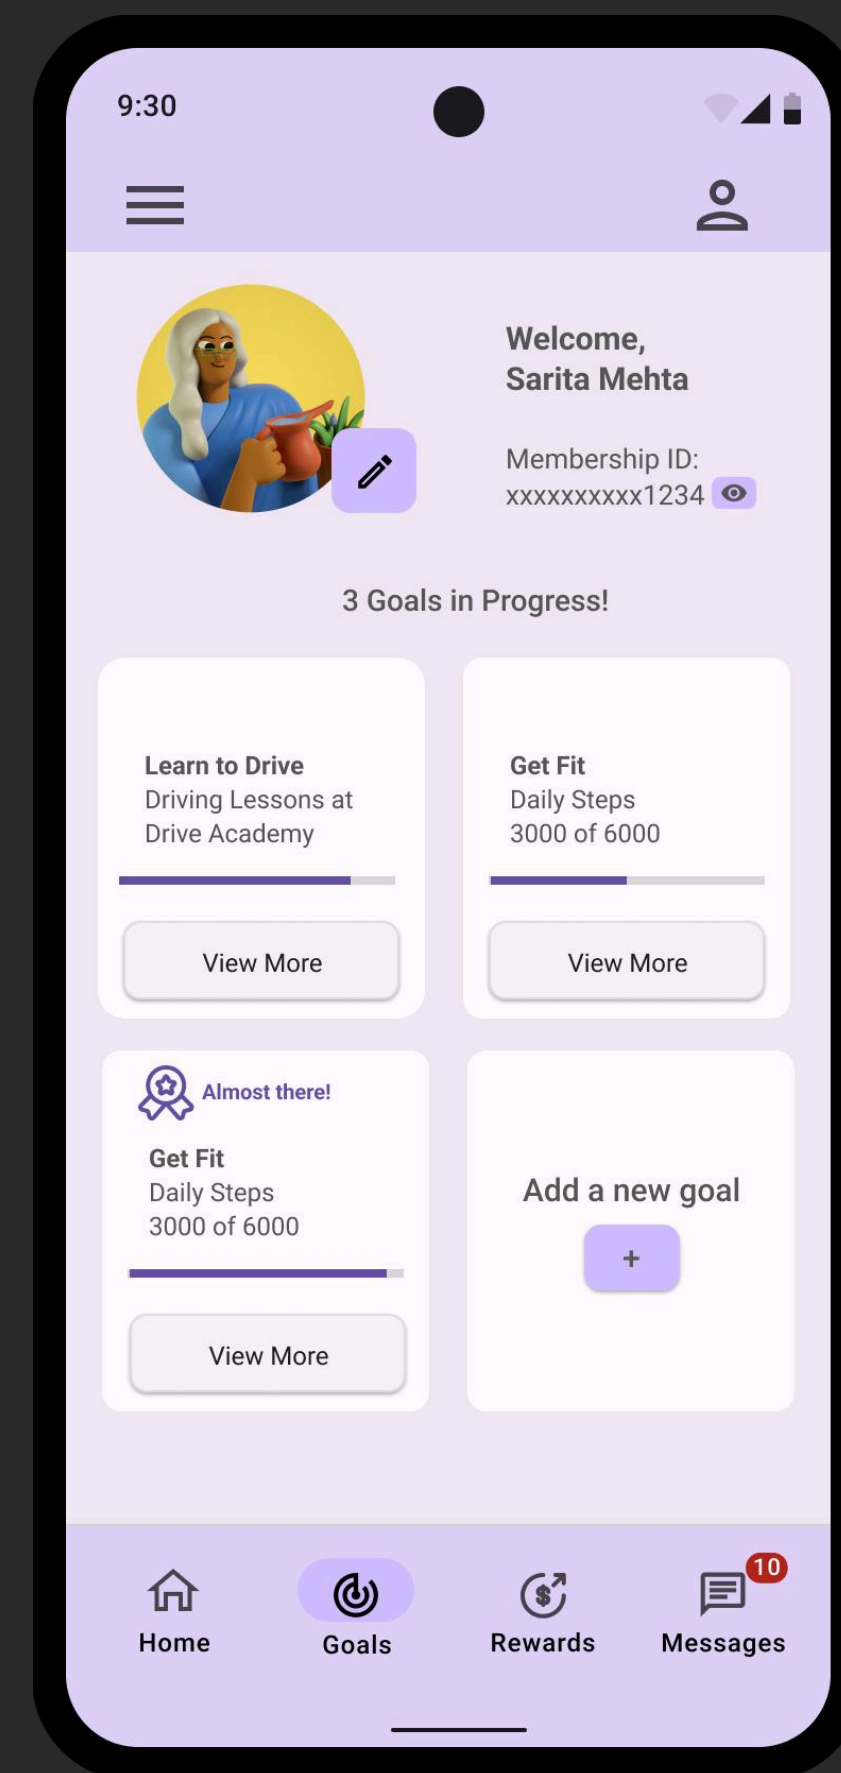 9:30
Welcome,
Sarita Mehta
Membership ID:
xxxxxxxxxx1234
3 Goals in Progress!
Learn to Drive
Driving Lessons at
Drive Academy
View More
Get Fit
Daily Steps
3000 of 6000
View More
Almost there!
Get Fit
Daily Steps
3000 of 6000
View More
Add a new goal
+
Home
Goals
Rewards
10
Messages